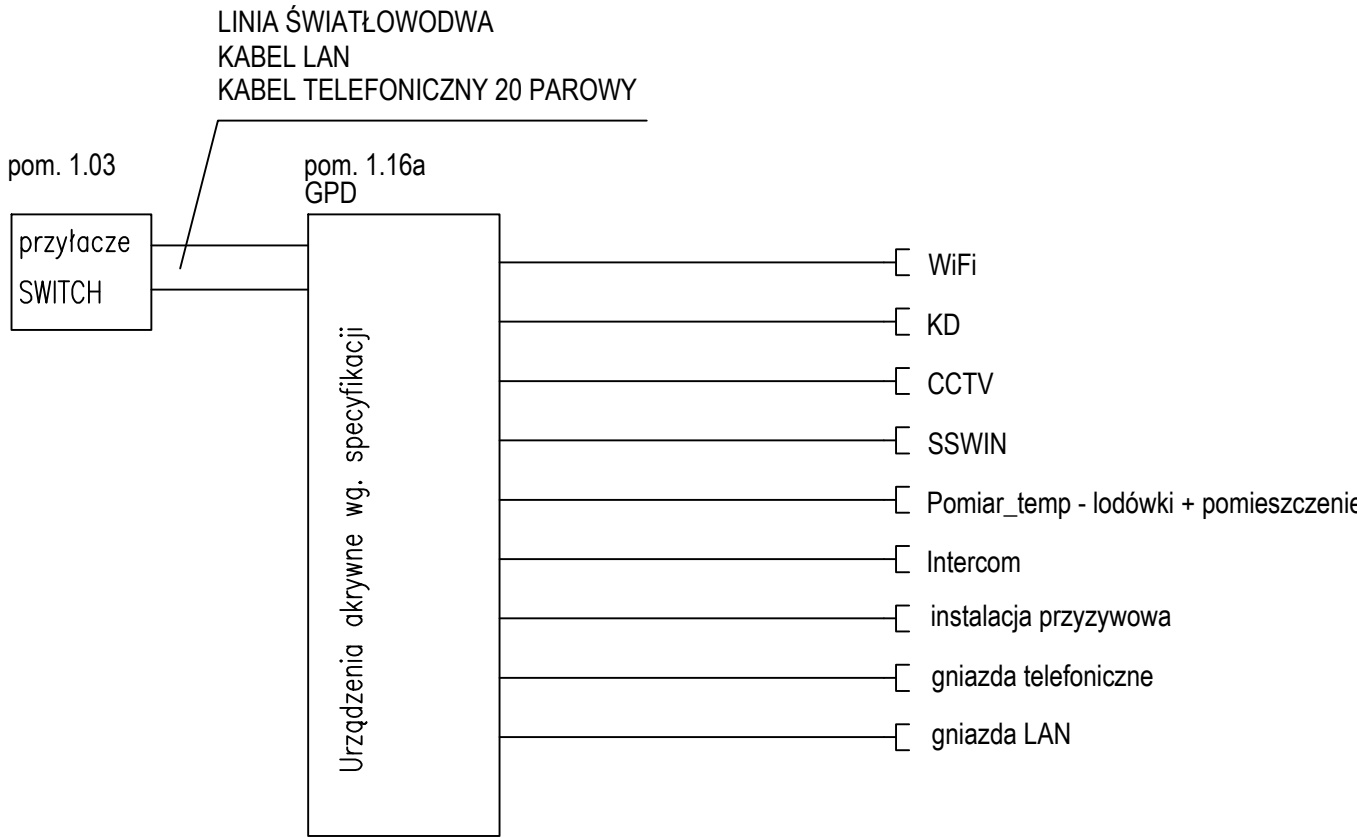 LINIA ŚWIATŁOWODWA
KABEL LAN
KABEL TELEFONICZNY 20 PAROWY
pom. 1.03
pom. 1.16a
GPD
przyłacze
SWITCH
Urządzenia akrywne wg. specyfikacji
WiFi
KD
CCTV
SSWIN
Pomiar_temp - lodówki + pomieszczenie
Intercom
instalacja przyzywowa
gniazda telefoniczne
gniazda LAN